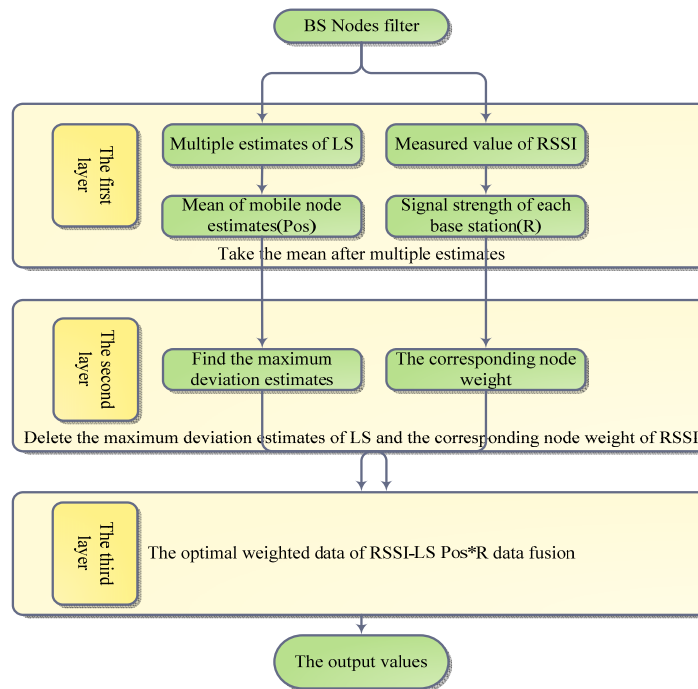 BS Nodes filter
The first
layer
Multiple estimates of LS
Measured value of RSSI
Mean of mobile node
estimates(Pos)
Signal strength of each
base station(R)
Take the mean after multiple estimates
The second
layer
Find the maximum
deviation estimates
The corresponding node
weight
Delete the maximum deviation estimates of LS and the corresponding node weight of RSSI
The third
layer
The optimal weighted data of RSSI-LS Pos*R data fusion
The output values